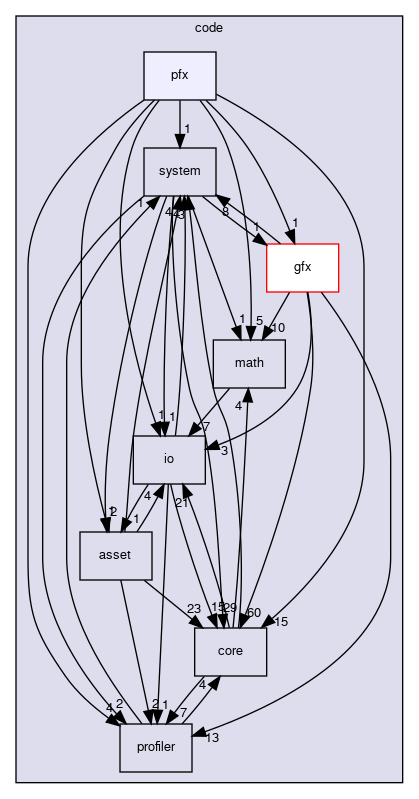 code
pfx
1
system
1 4 4 3 8 1 1
gfx
1 5 10
math
1 1 7 3 4
io
4 21
1 2 1
asset
23 15 29 60 15
core
4 2 2 1 7 4 13
profiler